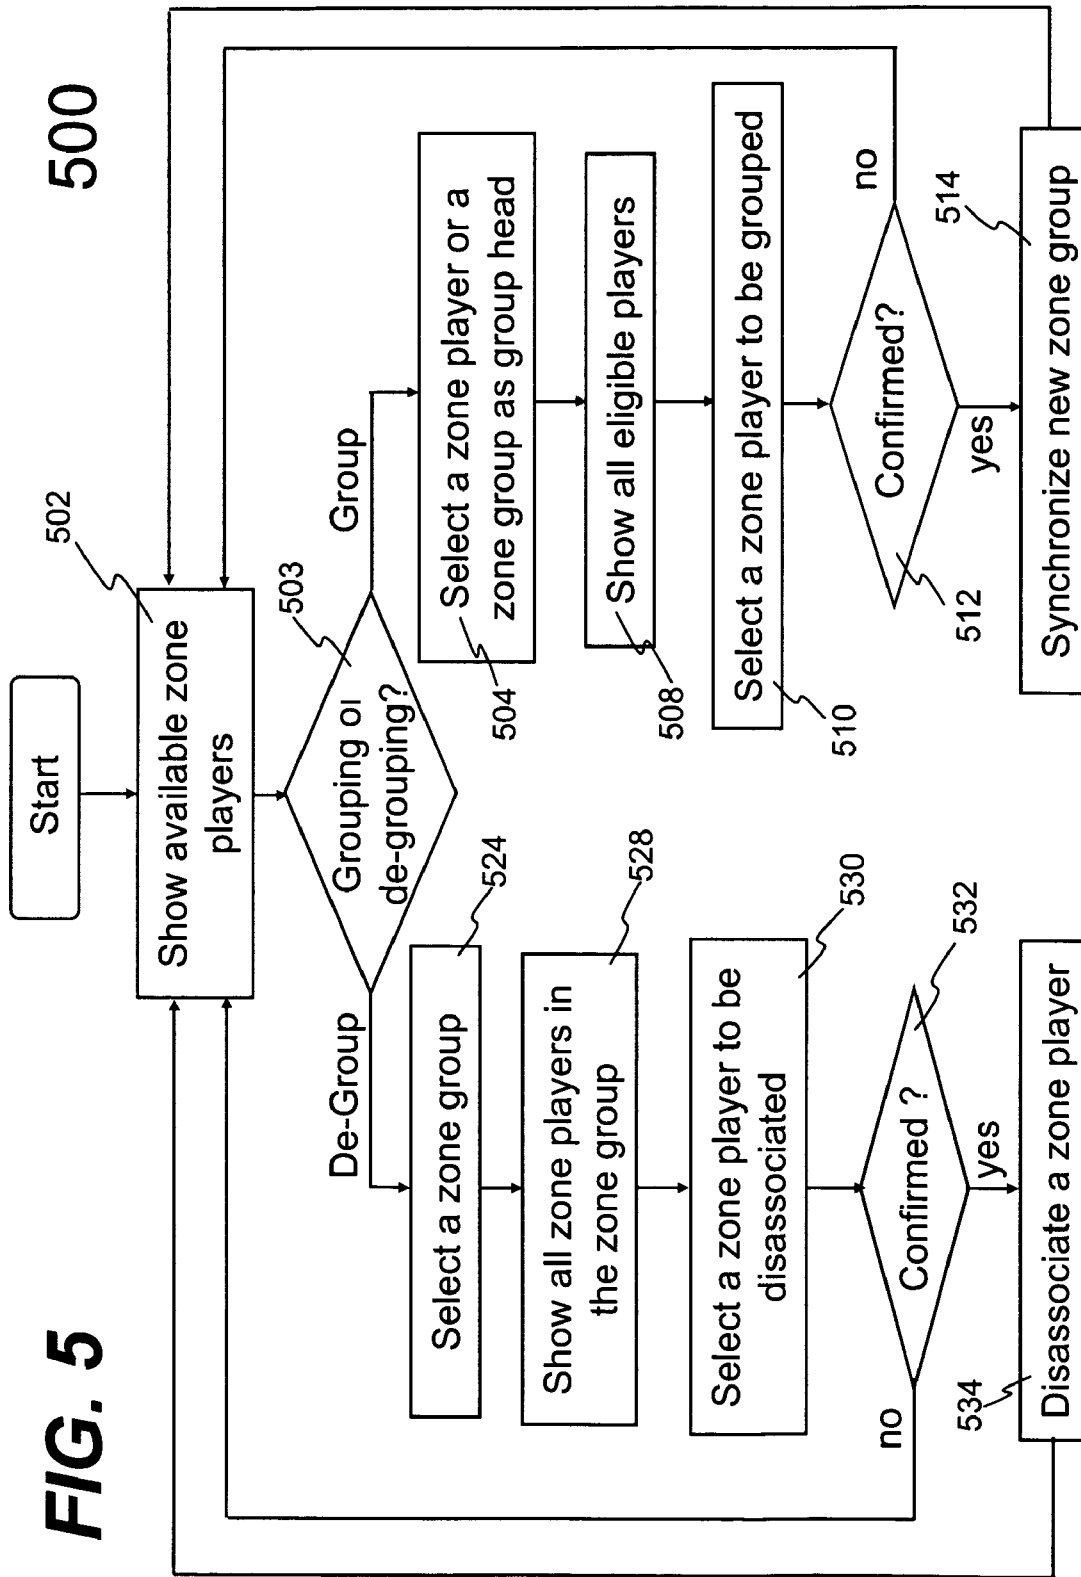 FIG. 5
500
Start
502
Show available zone
players
503
Grouping or
de-grouping?
De-Group
Group
524
Select a zone group
528
Show all zone players in
the zone group
530
Select a zone player to be
disassociated
532
Confirmed ?
no
yes
534
Disassociate a zone player
504
Select a zone player or a
zone group as group head
508
Show all eligible players
510
Select a zone player to be grouped
512
Confirmed?
no
yes
514
Synchronize new zone group